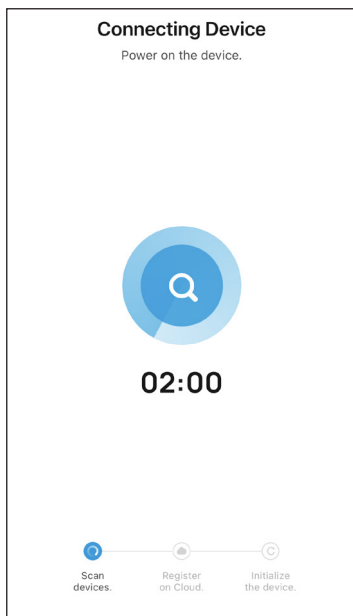 Connecting Device
Power on the device.
02:00
Scan
devices.
Register
on Cloud.
Initialize
the device.